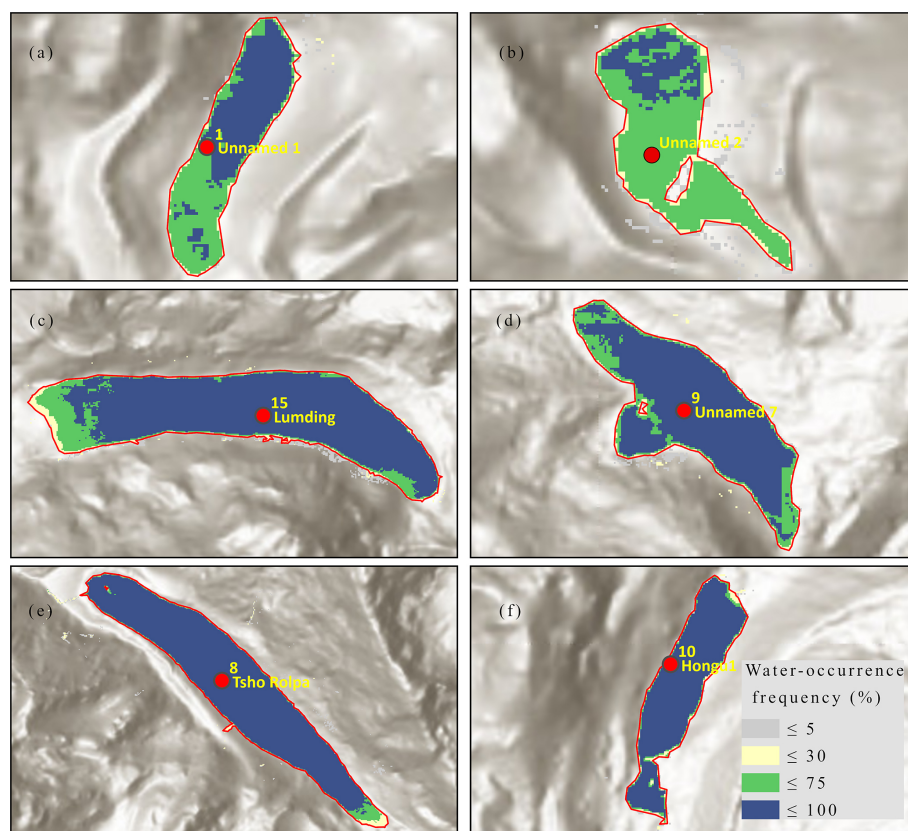 (a)
1
Unnamed 1
(b)
Unnamed 2
(c)
15
Lumding
(d)
9
Unnamed 7
(e)
8
Tsho Rolpa
(f)
10
Hongu1
Water-occurrence
frequency (%)
≤ 5
≤ 30
≤ 75
≤ 100